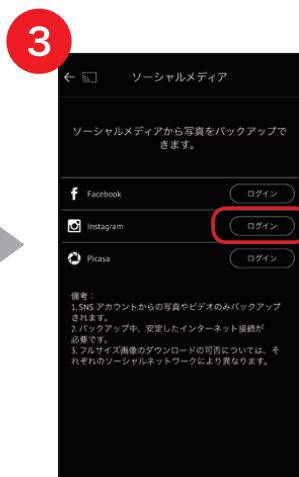 3
ソーシャルメディア
ソーシャルメディアから写真をバックアップで
きます。
Facebook
ログイン
Instagram
ログイン
Picasa
ログイン
備考：
1.SNS アカウントからの写真やビデオのみバックアップ
されます。
2.バックアップ中、安定したインターネット接続が
必要です。
3.フルサイズ画像のダウンロードの可否については、そ
れぞれのソーシャルネットワークにより異なります。